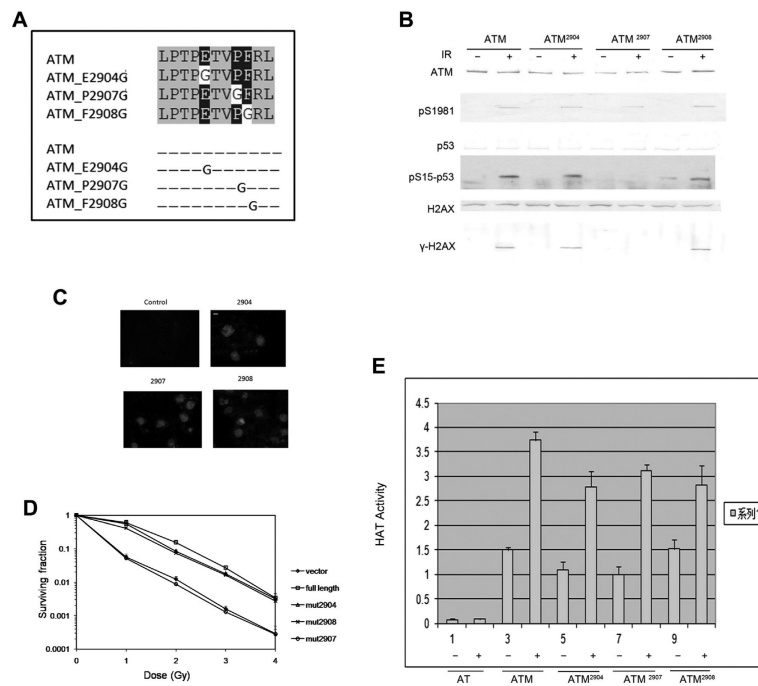 A
ATM LPTPETVPFRL
ATM_E2904G LPTPGTVPFRL
ATM_P2907G LPTPETVGFRL
ATM_F2908G LPTPETVPGRL
ATM -----------
ATM_E2904G ----G------
ATM_P2907G -------G---
ATM_F2908G --------G--
B
ATM ATM2904 ATM 2907 ATM2908
IR − + − + − + − +
ATM
pS1981
p53
pS15-p53
H2AX
γ-H2AX
C
Control 2904
2907 2908
D
Surviving fraction
1
0.1
0.01
0.001
0.0001
0 1 2 3 4
Dose (Gy)
vector
full length
mut2904
mut2908
mut2907
E
HAT Activity
4.5
4
3.5
3
2.5
2
1.5
1
0.5
0
1 3 5 7 9
− + − + − + − + − +
AT ATM ATM2904 ATM 2907 ATM2908
系列1